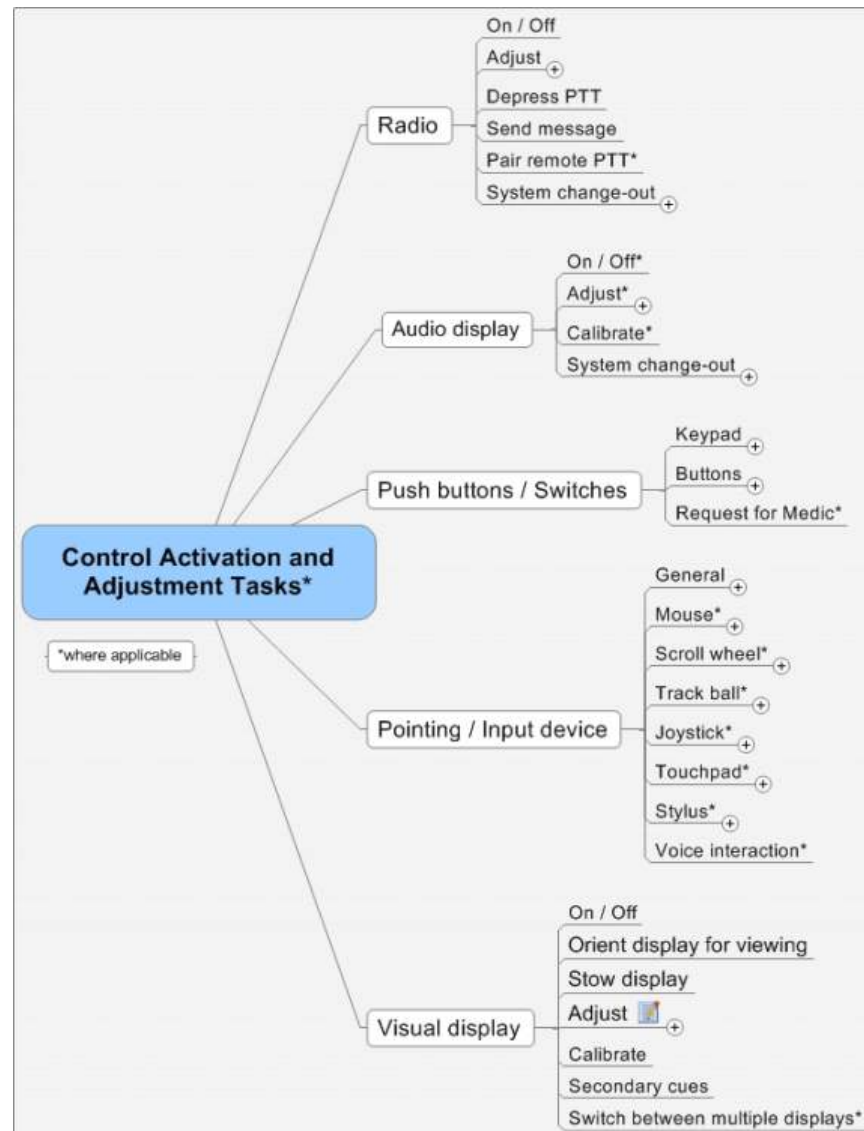 On / Off
Adjust
Depress PTT
Radio
Send message
Pair remote PTT*
System change-out
On / Off*
Adjust*
Audio display
Calibrate*
System change-out
Keypad
Push buttons / Switches
Buttons
Request for Medic*
Control Activation and
Adjustment Tasks*
*where applicable
General
Mouse*
Scroll wheel*
Track ball*
Pointing / Input device
Joystick*
Touchpad*
Stylus*
Voice interaction*
On / Off
Orient display for viewing
Stow display
Visual display
Adjust
Calibrate
Secondary cues
Switch between multiple displays*